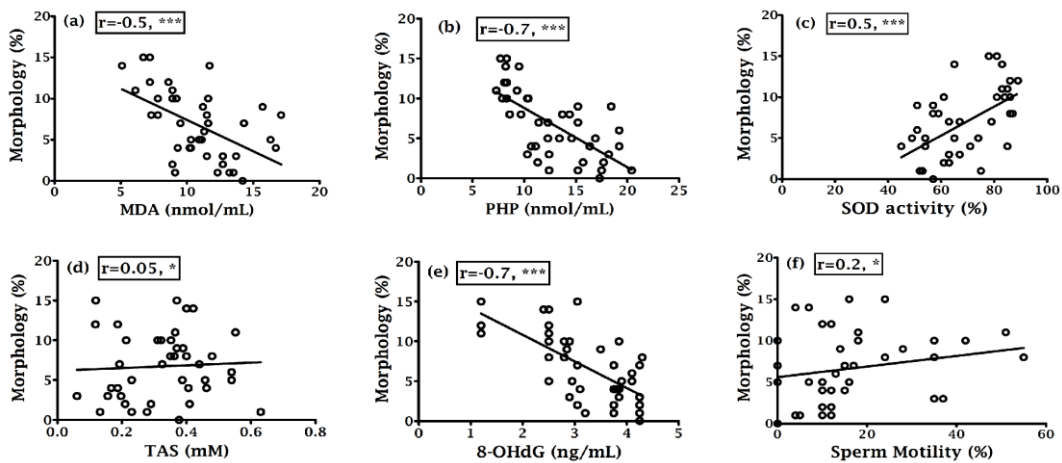 (a) r=-0.5, ***
Morphology (%)
20
15
10
5
0
0 5 10 15 20
MDA (nmol/mL)
(b) r=-0.7, ***
Morphology (%)
20
15
10
5
0
0 5 10 15 20 25
PHP (nmol/mL)
(c) r=0.5, ***
Morphology (%)
20
15
10
5
0
0 20 40 60 80 100
SOD activity (%)
(d) r=0.05, *
Morphology (%)
20
15
10
5
0
0.0 0.2 0.4 0.6 0.8
TAS (mM)
(e) r=-0.7, ***
Morphology (%)
20
15
10
5
0
0 1 2 3 4 5
8-OHdG (ng/mL)
(f) r=0.2, *
Morphology (%)
20
15
10
5
0
0 20 40 60
Sperm Motility (%)